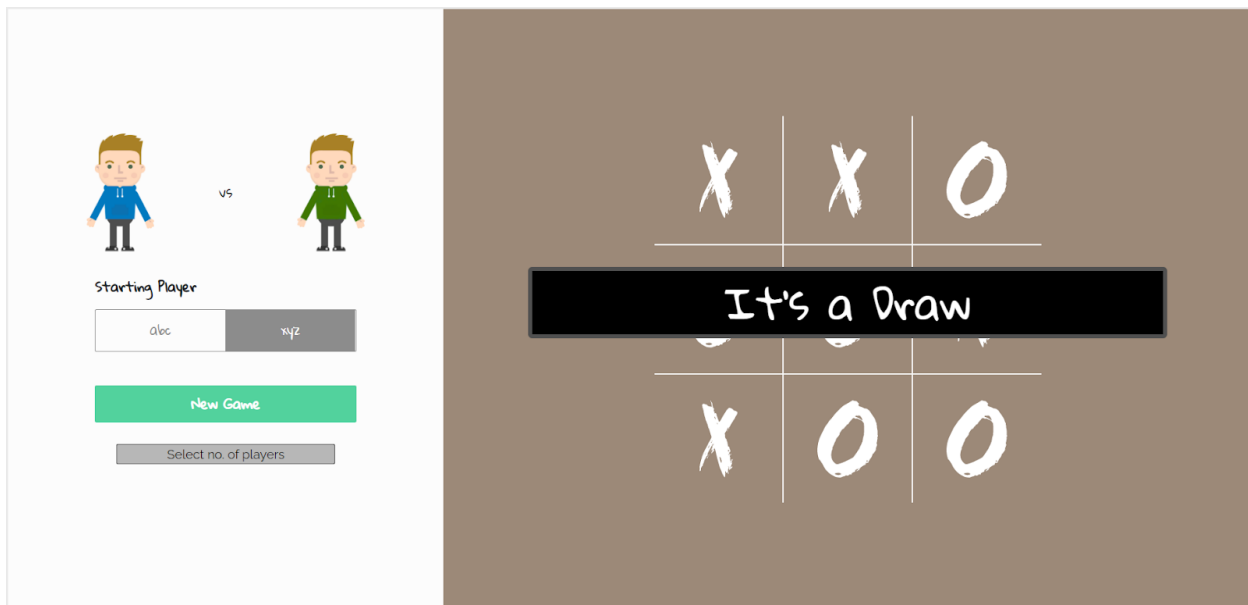 vs
Starting Player
abc xyz
New Game
Select no. of players
X X O
It's a Draw
X O O